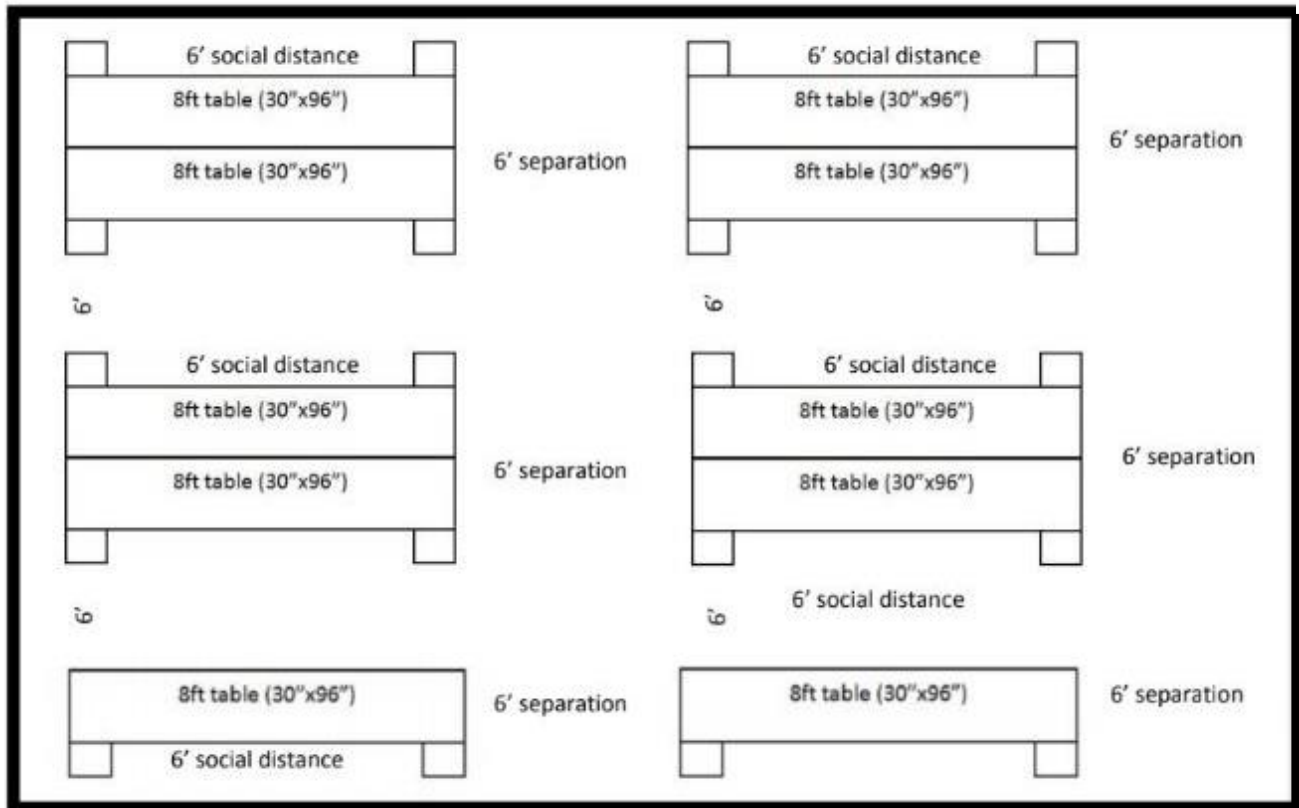 6’ social distance
6’ social distance
8ft table (30”x96”)
8ft table (30”x96”)
6’ separation
8ft table (30”x96”)
8ft table (30”x96”)
6’ separation
6’
6’
6’ social distance
6’ social distance
8ft table (30”x96”)
8ft table (30”x96”)
6’ separation
6’ separation
8ft table (30”x96”)
8ft table (30”x96”)
6’ social distance
6’
6’
8ft table (30”x96”)
6’ separation
8ft table (30”x96”)
6’ separation
6’ social distance